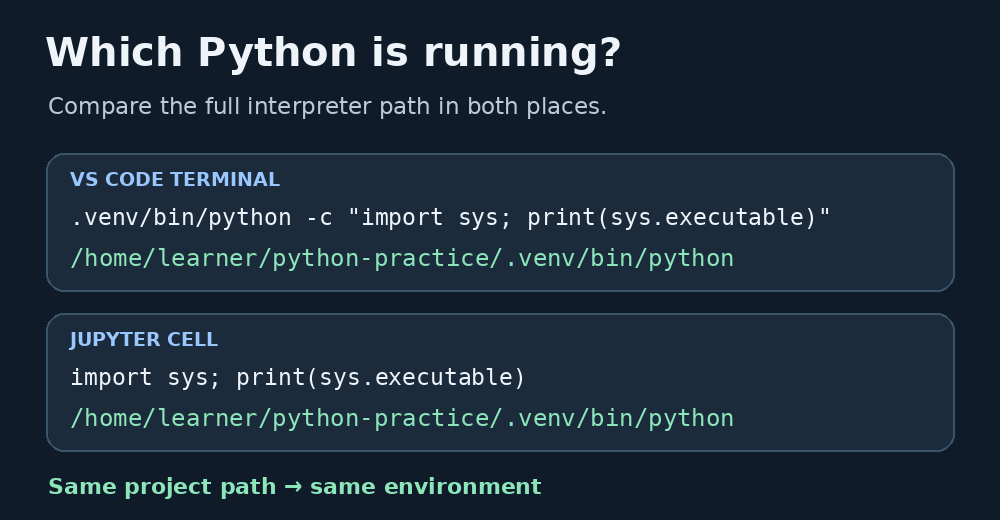 Which Python is running?
Compare the full interpreter path in both places.
VS CODE TERMINAL
.venv/bin/python -c "import sys; print(sys.executable)"
/home/learner/python-practice/.venv/bin/python
JUPYTER CELL
import sys; print(sys.executable)
/home/learner/python-practice/.venv/bin/python
Same project path → same environment